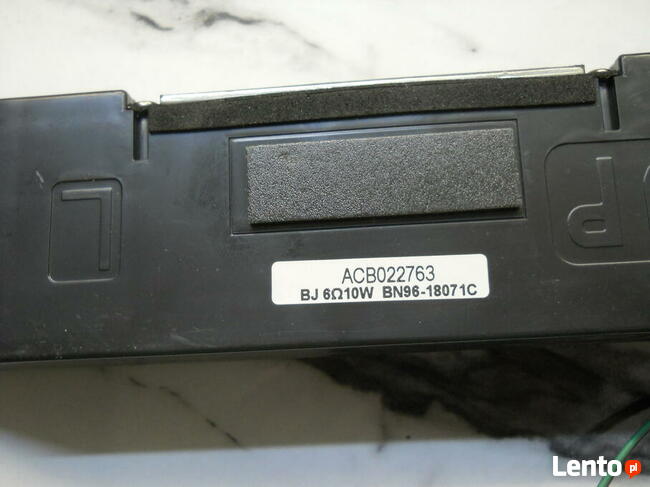 L
P
ACB022763
BJ 6Ω10W BN96-18071C
Lento.pl